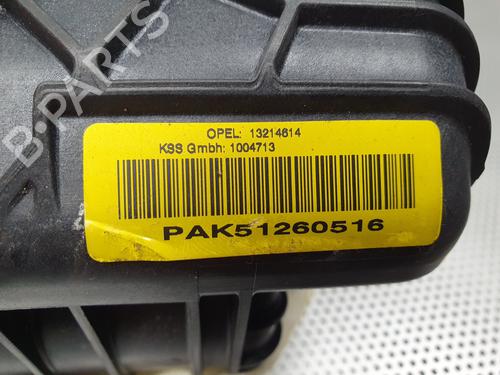 B-PARTS
OPEL: 13214614
KSS Gmbh: 1004713
PAK51260516